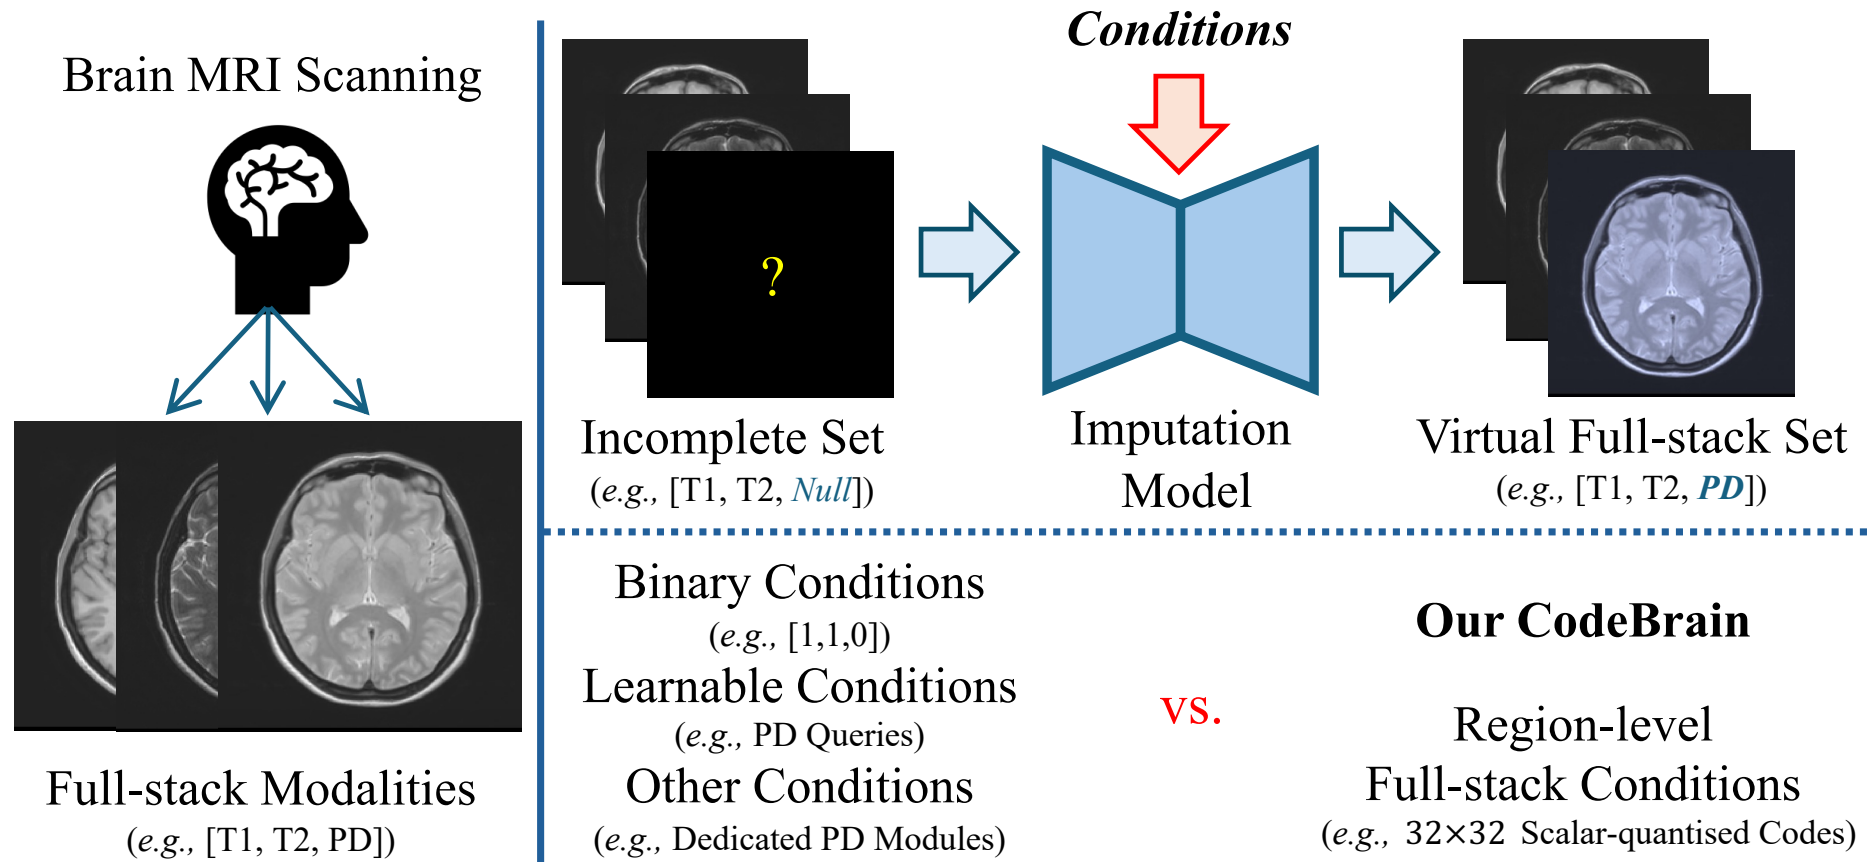 Brain MRI Scanning
Full-stack Modalities
(e.g., [T1, T2, PD])
Conditions
?
Incomplete Set
(e.g., [T1, T2, Null])
Imputation
Model
Virtual Full-stack Set
(e.g., [T1, T2, PD])
Binary Conditions
(e.g., [1,1,0])
Learnable Conditions
(e.g., PD Queries)
Other Conditions
(e.g., Dedicated PD Modules)
vs.
Our CodeBrain
Region-level
Full-stack Conditions
(e.g., 32×32 Scalar-quantised Codes)